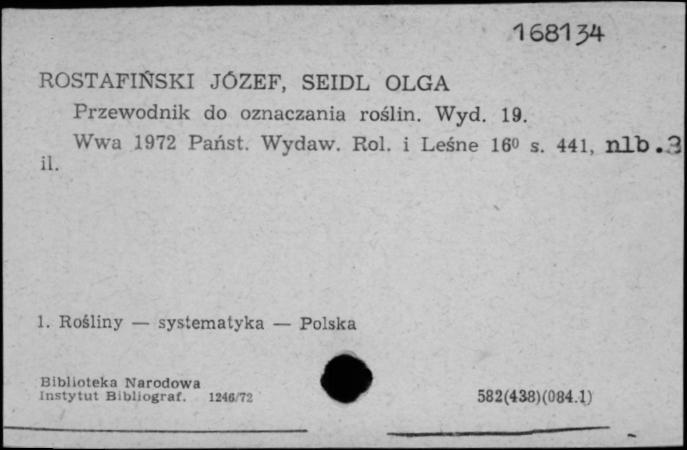 168134
ROSTAFIŃSKI JÓZEF, SEIDL OLGA
Przewodnik do oznaczania roślin. Wyd. 19.
Wwa 1972 Państ. Wydaw. Rol. i Leśne 16⁰ s. 441, nlb.3
il.
1. Rośliny — systematyka — Polska
Biblioteka Narodowa
Instytut Bibliograf. 1246/72
582(438)(084.1)